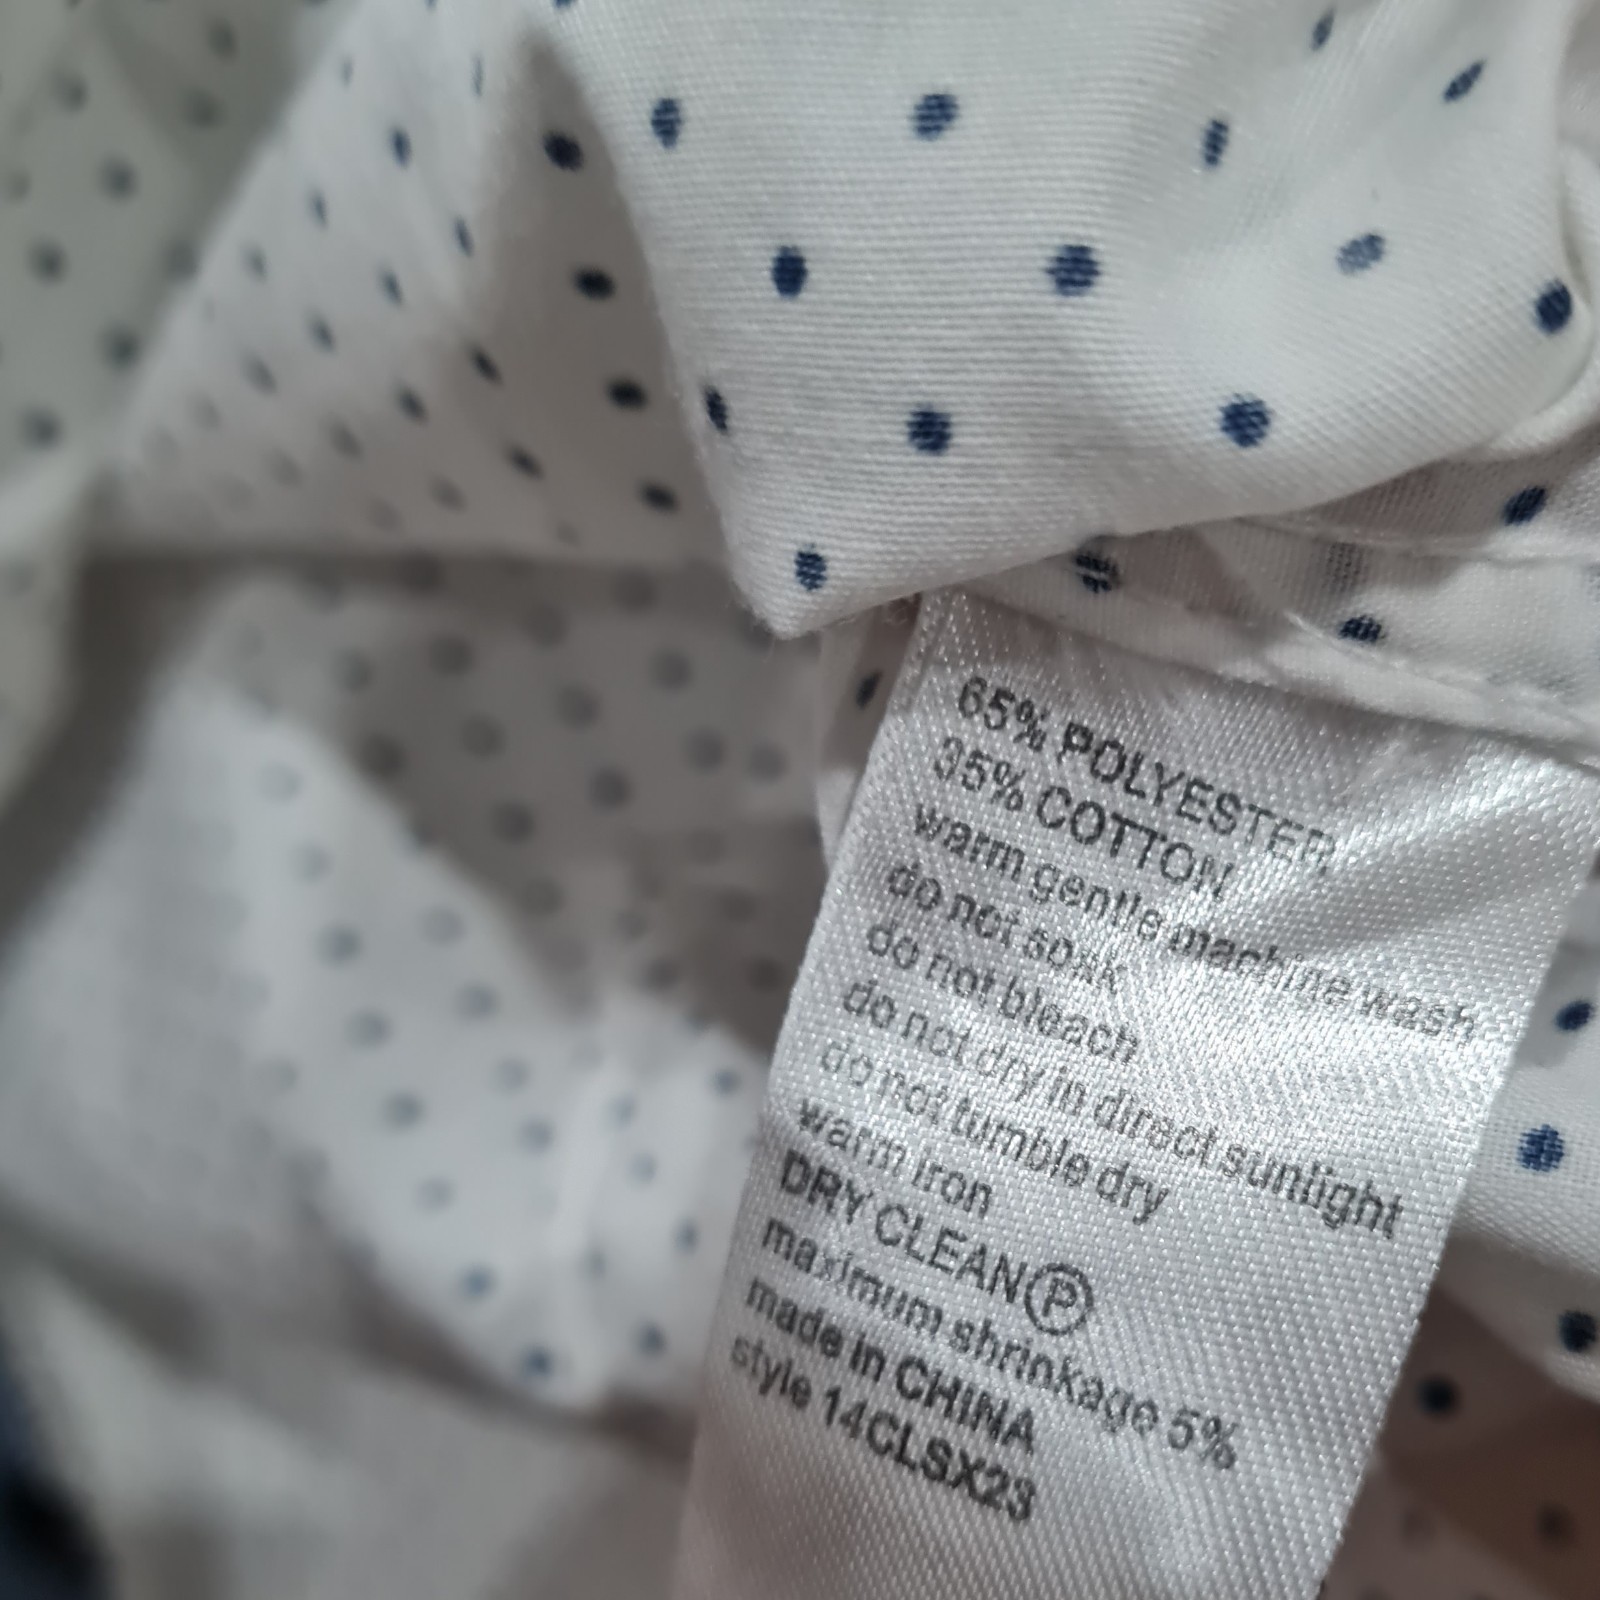 65% POLYESTER
35% COTTON
warm gentle machine wash
do not soak
do not bleach
do not dry in direct sunlight
do not tumble dry
warm iron
DRY CLEAN Ⓟ
maximum shrinkage 5%
made in CHINA
style 14CLSX23